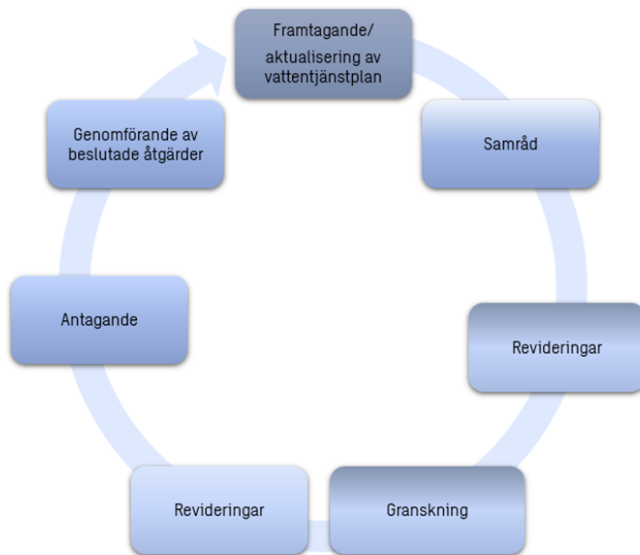 Framtagande/
aktualisering av
vattentjänstplan
Samråd
Revideringar
Granskning
Revideringar
Antagande
Genomförande av
beslutade åtgärder